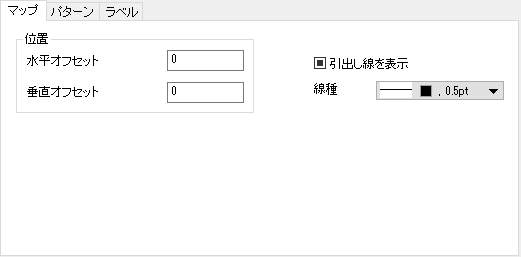 マップ パターン ラベル
位置
水平オフセット 0
垂直オフセット 0
引出し線を表示
線種 , 0.5pt